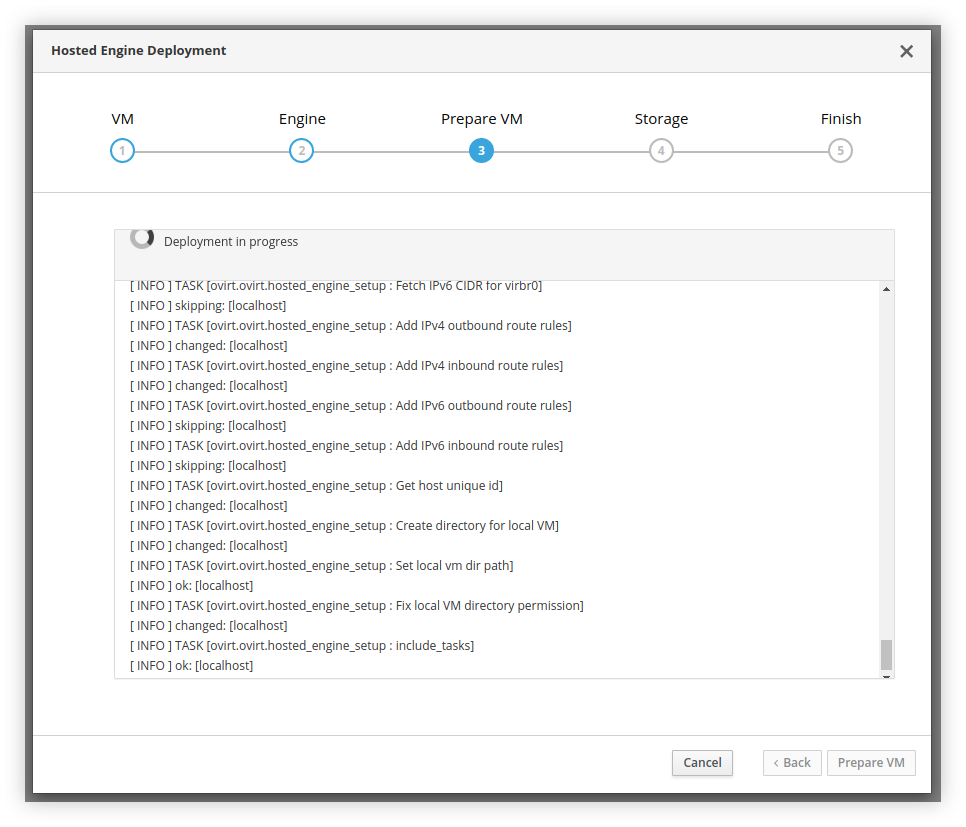 Hosted Engine Deployment
VM
Engine
Prepare VM
Storage
Finish
1
2
3
4
5
Deployment in progress
[ INFO ] TASK [ovirt.ovirt.hosted_engine_setup : Fetch IPv6 CIDR for virbr0]
[ INFO ] skipping: [localhost]
[ INFO ] TASK [ovirt.ovirt.hosted_engine_setup : Add IPv4 outbound route rules]
[ INFO ] changed: [localhost]
[ INFO ] TASK [ovirt.ovirt.hosted_engine_setup : Add IPv4 inbound route rules]
[ INFO ] changed: [localhost]
[ INFO ] TASK [ovirt.ovirt.hosted_engine_setup : Add IPv6 outbound route rules]
[ INFO ] skipping: [localhost]
[ INFO ] TASK [ovirt.ovirt.hosted_engine_setup : Add IPv6 inbound route rules]
[ INFO ] skipping: [localhost]
[ INFO ] TASK [ovirt.ovirt.hosted_engine_setup : Get host unique id]
[ INFO ] changed: [localhost]
[ INFO ] TASK [ovirt.ovirt.hosted_engine_setup : Create directory for local VM]
[ INFO ] changed: [localhost]
[ INFO ] TASK [ovirt.ovirt.hosted_engine_setup : Set local vm dir path]
[ INFO ] ok: [localhost]
[ INFO ] TASK [ovirt.ovirt.hosted_engine_setup : Fix local VM directory permission]
[ INFO ] changed: [localhost]
[ INFO ] TASK [ovirt.ovirt.hosted_engine_setup : include_tasks]
[ INFO ] ok: [localhost]
Cancel
‹ Back
Prepare VM